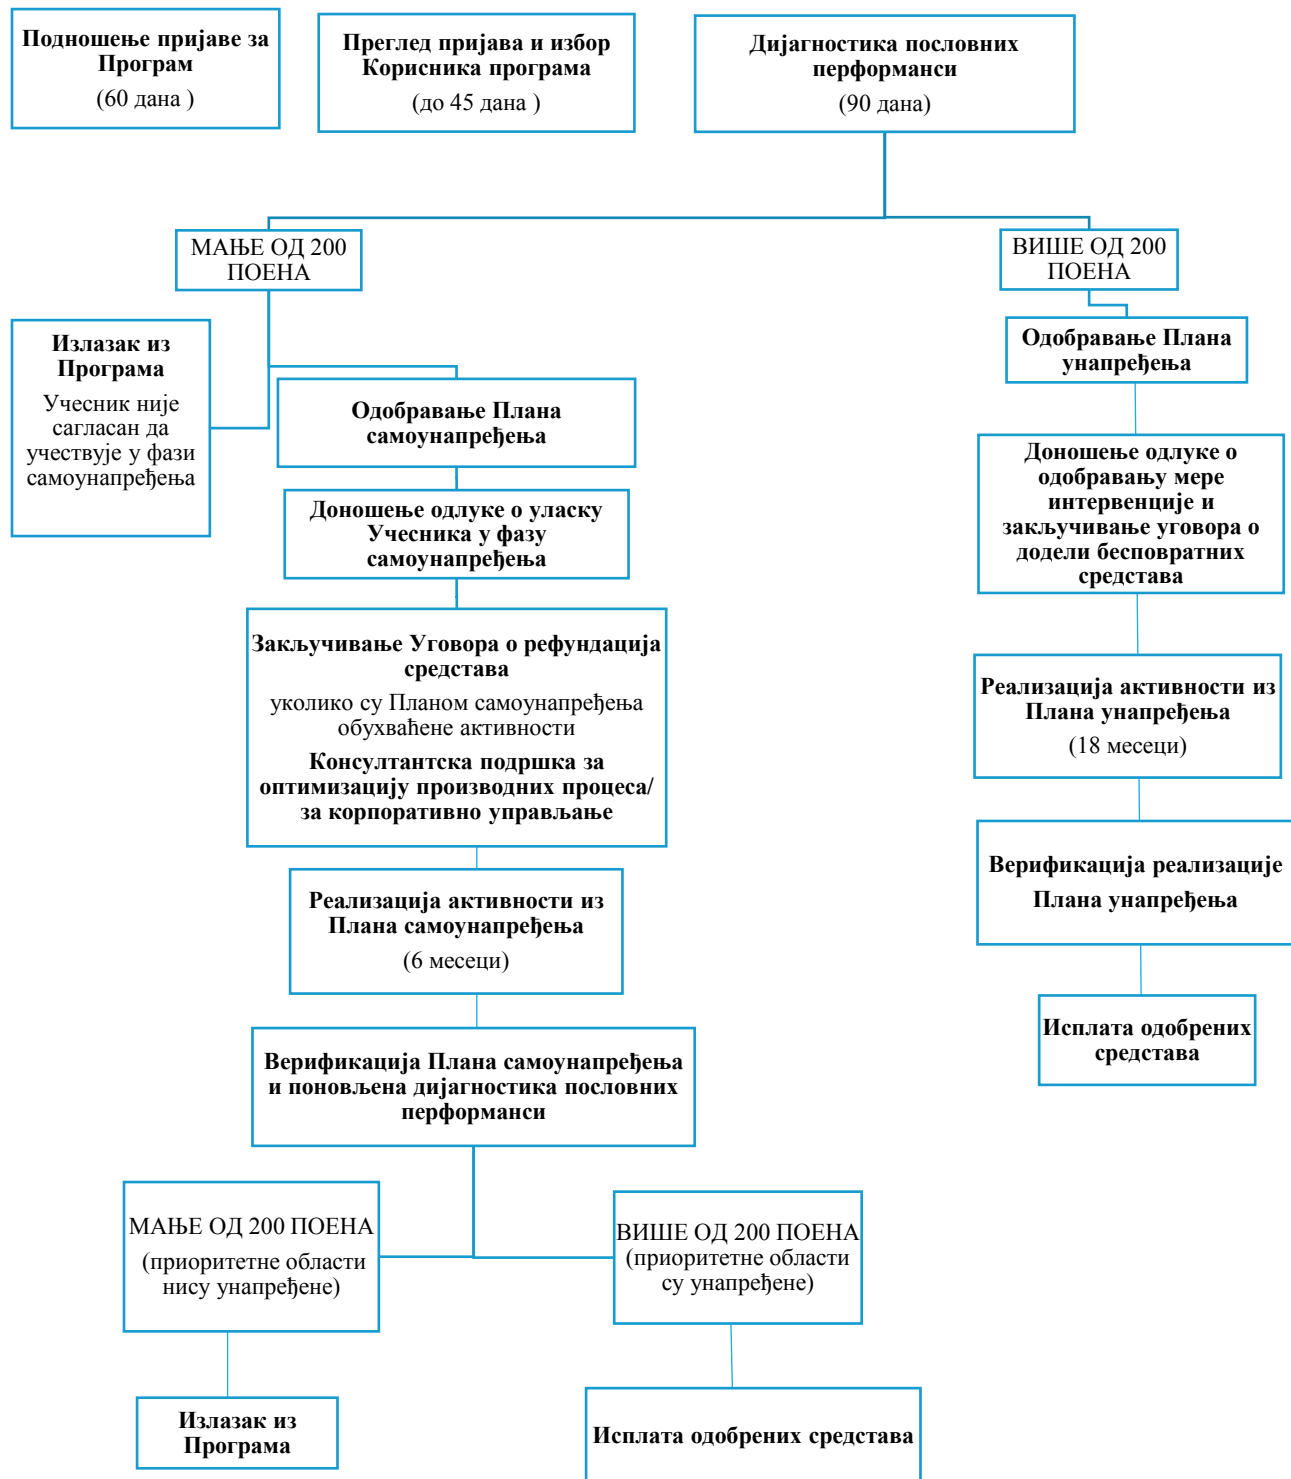 Подношење пријаве за
Програм
(60 дана )
Преглед пријава и избор
Корисника програма
(до 45 дана )
Дијагностика пословних
перформанси
(90 дана)
МАЊЕ ОД 200
ПОЕНА
ВИШЕ ОД 200
ПОЕНА
Излазак из
Програма
Учесник није
сагласан да
учествује у фази
самоунапређења
Одобравање Плана
самоунапређења
Доношење одлуке о уласку
Учесника у фазу
самоунапређења
Закључивање Уговора о рефундација
средстава
уколико су Планом самоунапређења
обухваћене активности
Консултантска подршка за
оптимизацију производних процеса/
за корпоративно управљање
Реализација активности из
Плана самоунапређења
(6 месеци)
Верификација Плана самоунапређења
и поновљена дијагностика пословних
перформанси
МАЊЕ ОД 200 ПОЕНА
(приоритетне области
нису унапређене)
Излазак из
Програма
ВИШЕ ОД 200 ПОЕНА
(приоритетне области
су унапређене)
Исплата одобрених средстава
Одобравање Плана
унапређења
Доношење одлуке о
одобравању мере
интервенције и
закључивање уговора о
додели бесповратних
средстава
Реализација активности из
Плана унапређења
(18 месеци)
Верификација реализације
Плана унапређења
Исплата одобрених
средстава